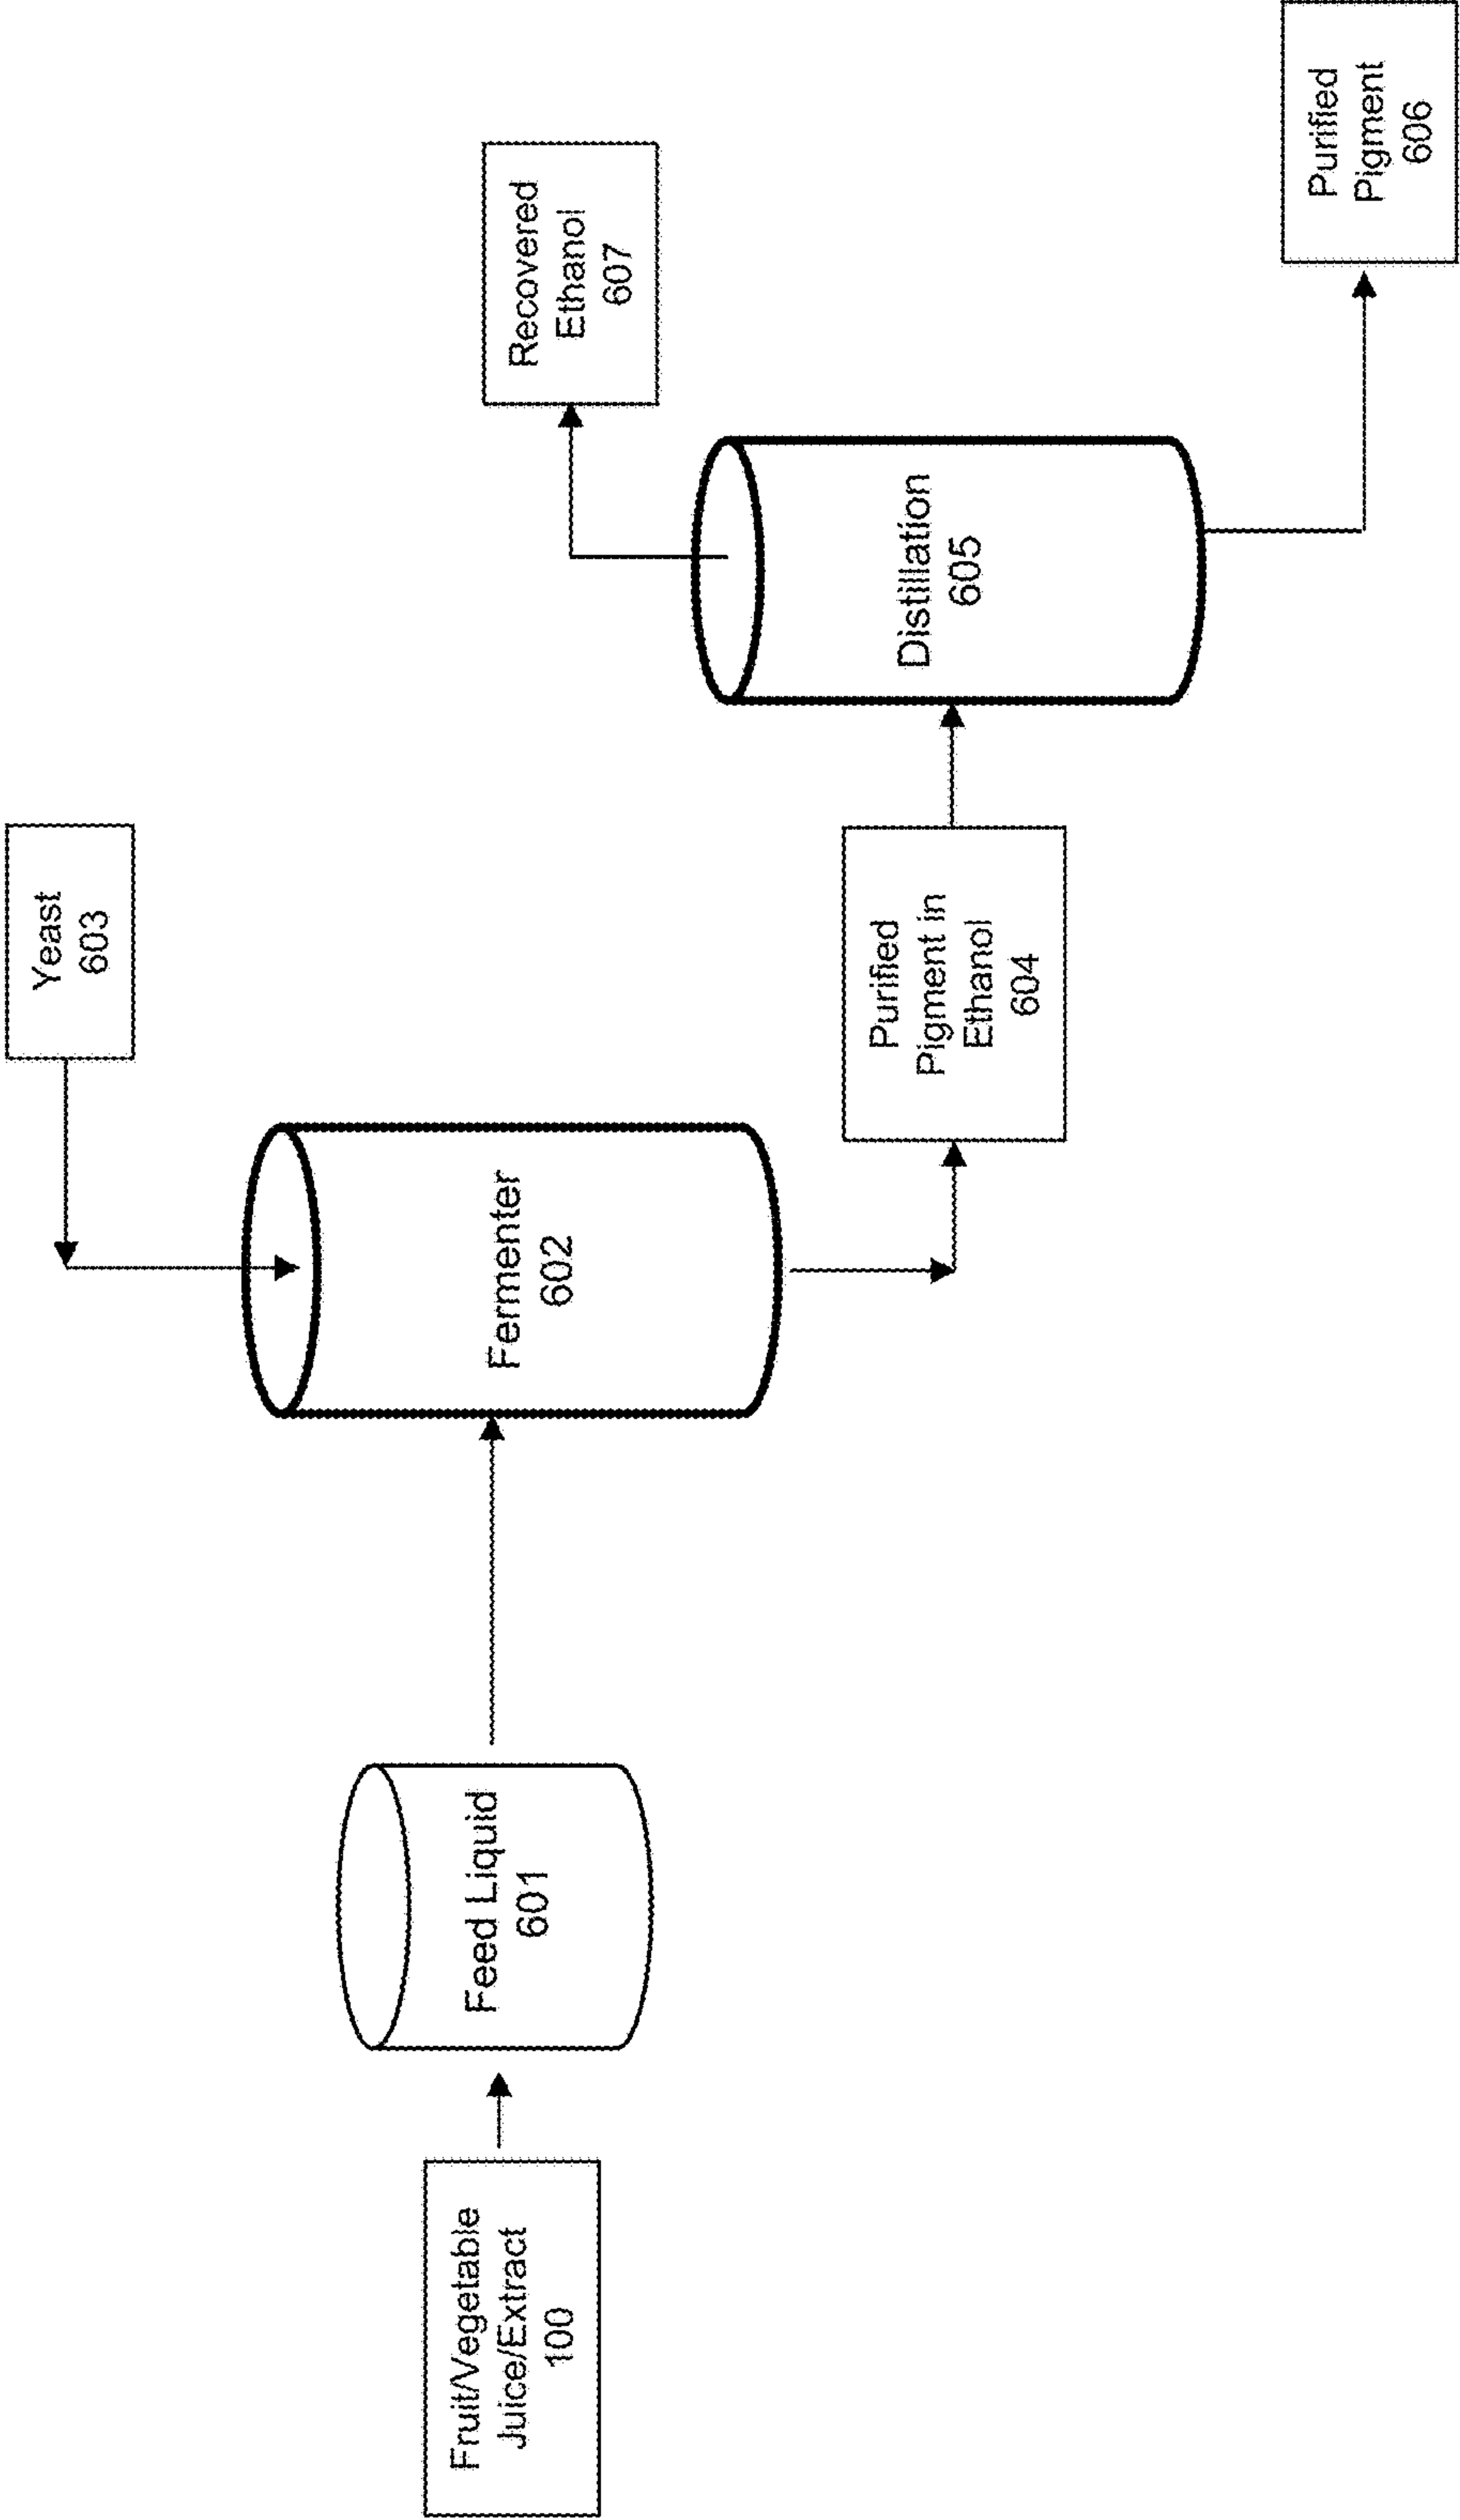 Fruit/Vegetable
Juice/Extract
100
Feed Liquid
601
Fermenter
602
Yeast
603
Purified
Pigment in
Ethanol
604
Distillation
605
Recovered
Ethanol
607
Purified
Pigment
606